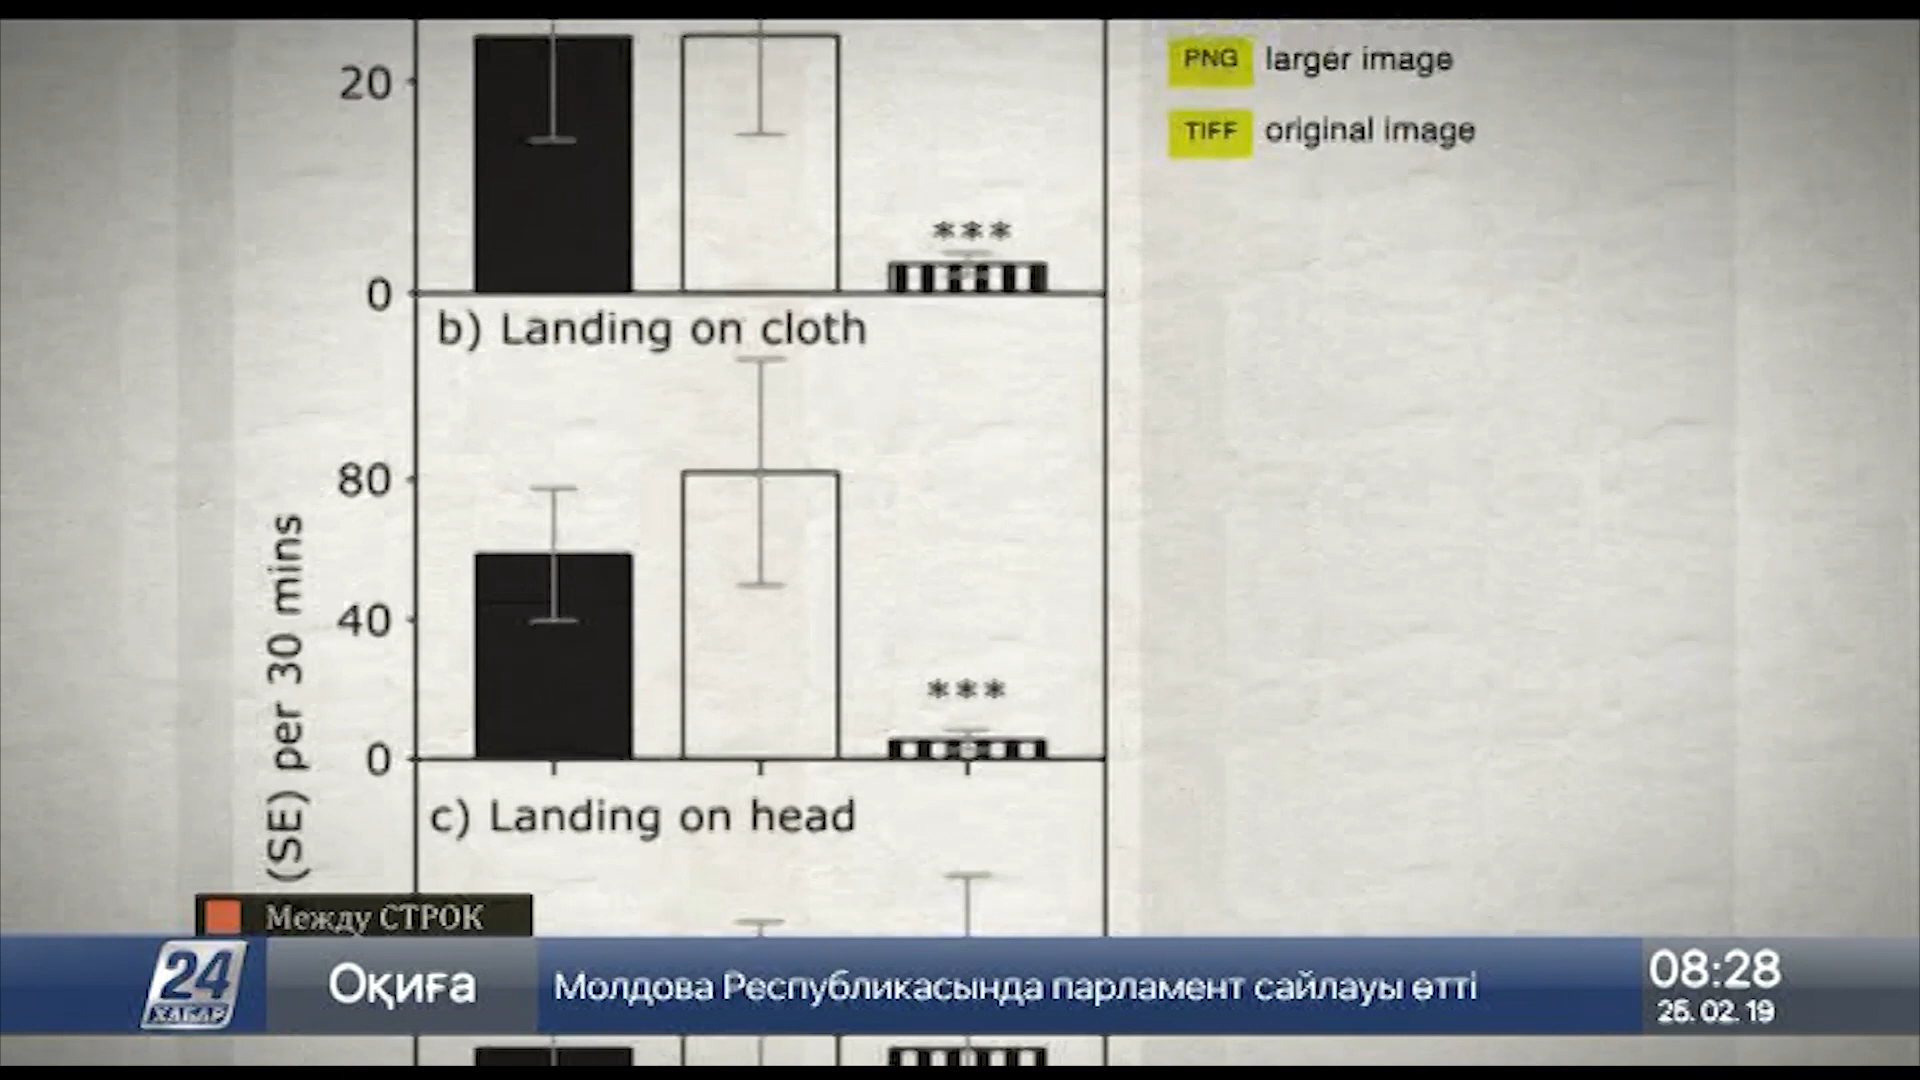 20
PNG larger image
TIFF original image
***
0
b) Landing on cloth
80
40
***
0
(SE) per 30 mins
c) Landing on head
Между СТРОК
24
ХАБАР
Оқиға
Молдова Республикасында парламент сайлауы өтті
08:28
25. 02. 19